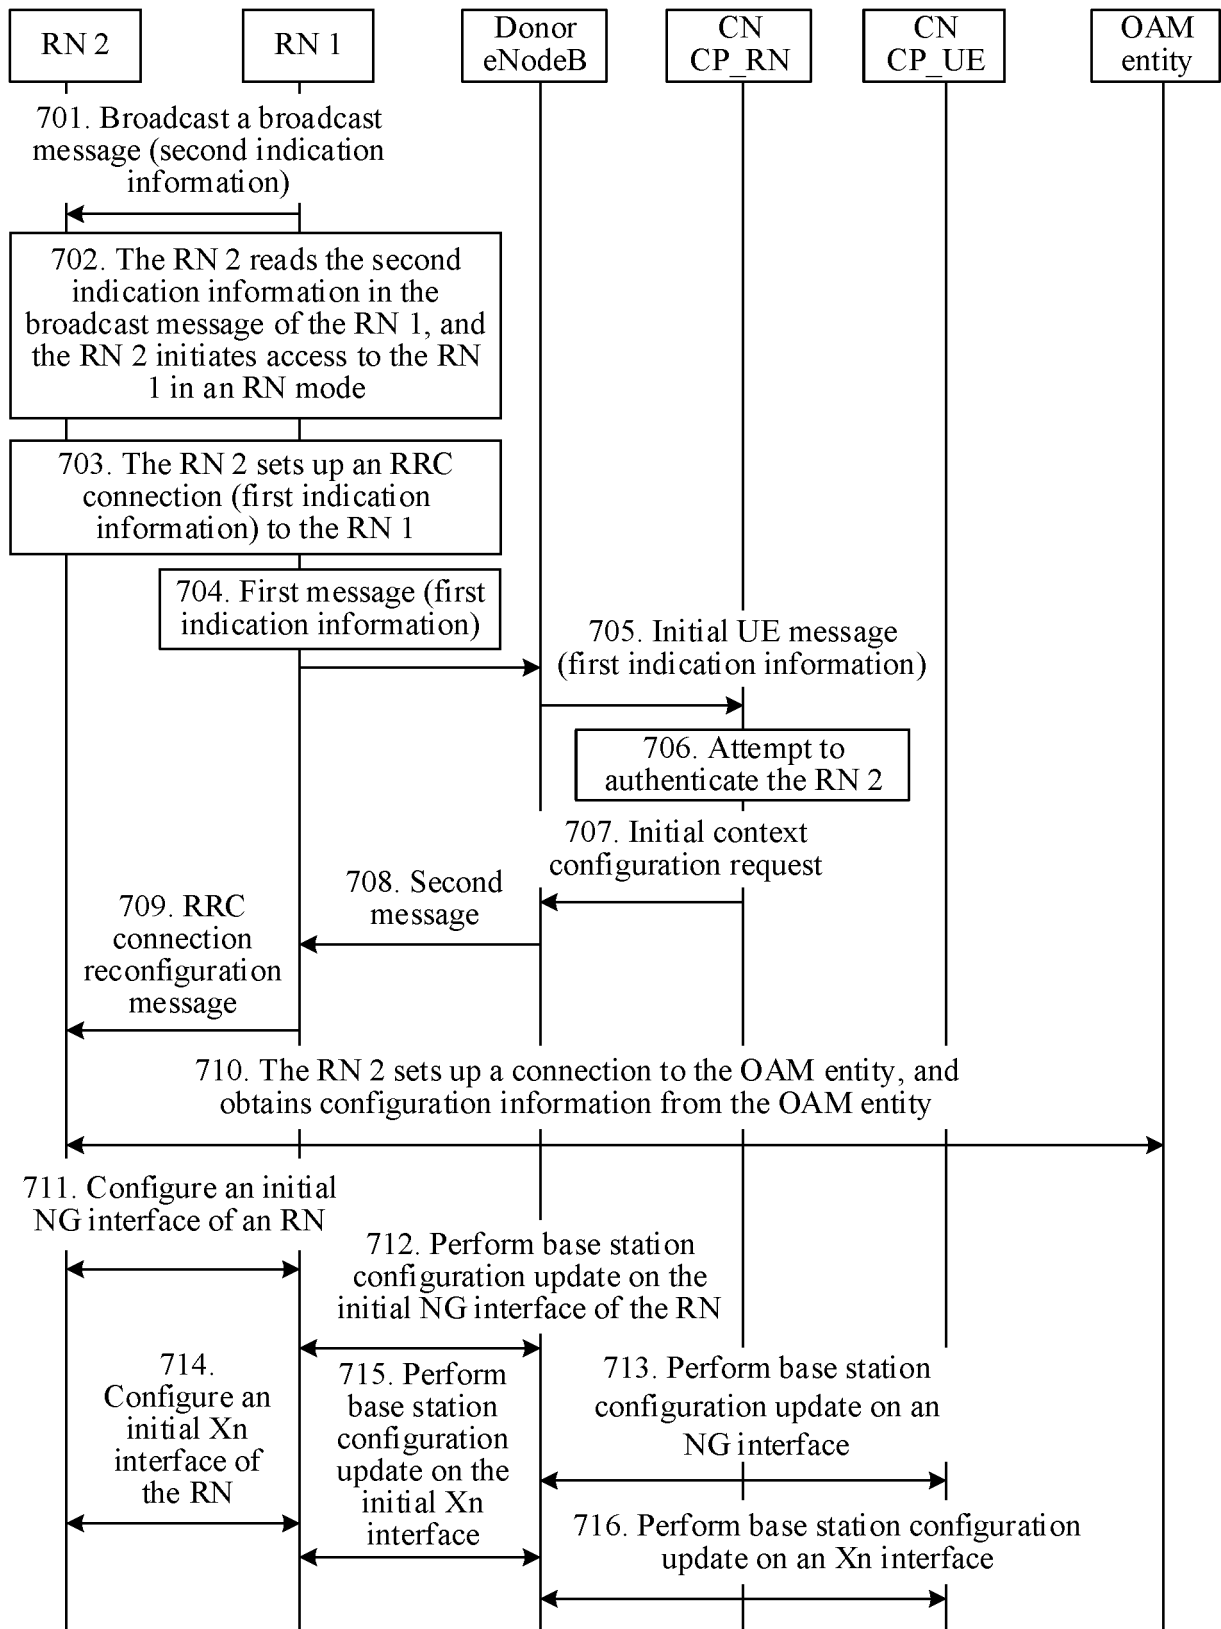 RN 2
RN 1
Donor
eNodeB
CN
CP_RN
CN
CP_UE
OAM
entity
701. Broadcast a broadcast
message (second indication
information)
702. The RN 2 reads the second
indication information in the
broadcast message of the RN 1, and
the RN 2 initiates access to the RN
1 in an RN mode
703. The RN 2 sets up an RRC
connection (first indication
information) to the RN 1
704. First message (first
indication information)
705. Initial UE message
(first indication information)
706. Attempt to
authenticate the RN 2
707. Initial context
configuration request
708. Second
message
709. RRC
connection
reconfiguration
message
710. The RN 2 sets up a connection to the OAM entity, and
obtains configuration information from the OAM entity
711. Configure an initial
NG interface of an RN
712. Perform base station
configuration update on the
initial NG interface of the RN
713. Perform base station
configuration update on an
NG interface
714.
Configure an
initial Xn
interface of
the RN
715. Perform
base station
configuration
update on the
initial Xn
interface
716. Perform base station configuration
update on an Xn interface